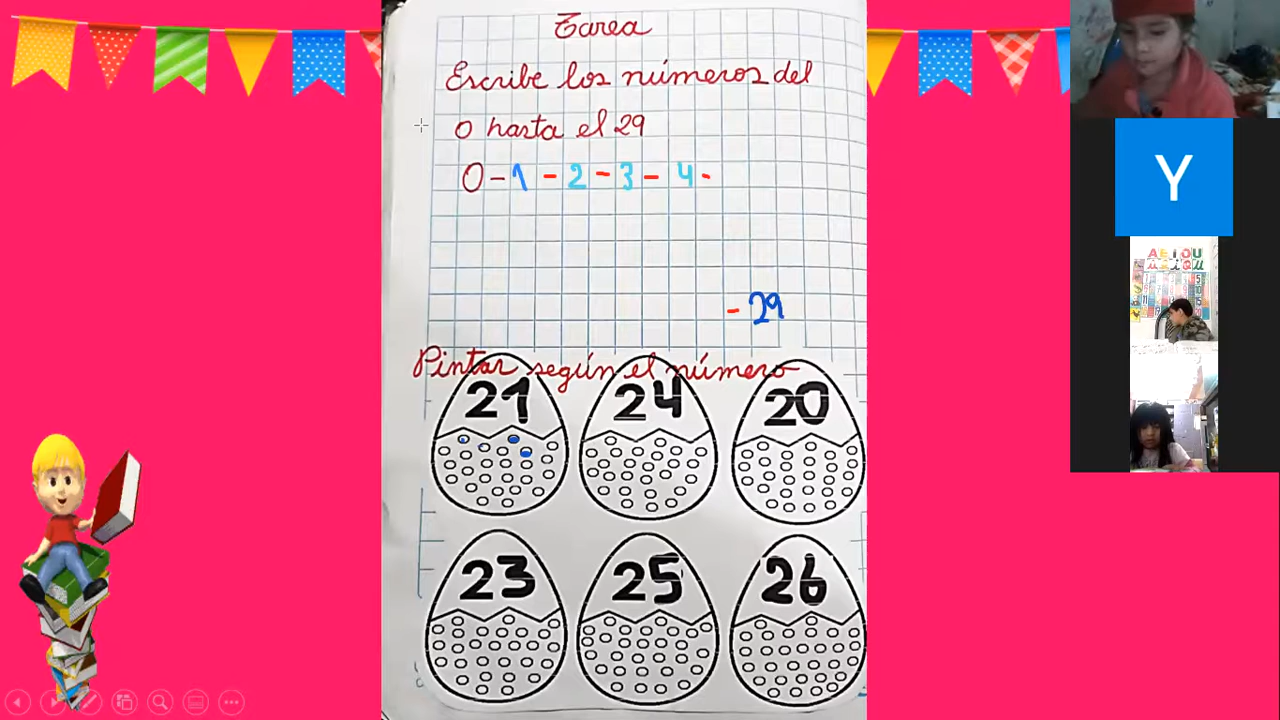 Tarea
Escribe los números del
0 hasta el 29
0 - 1 - 2 - 3 - 4 -
- 29
Pintar según el número
21 24 20
23 25 26
Y
A E I O U